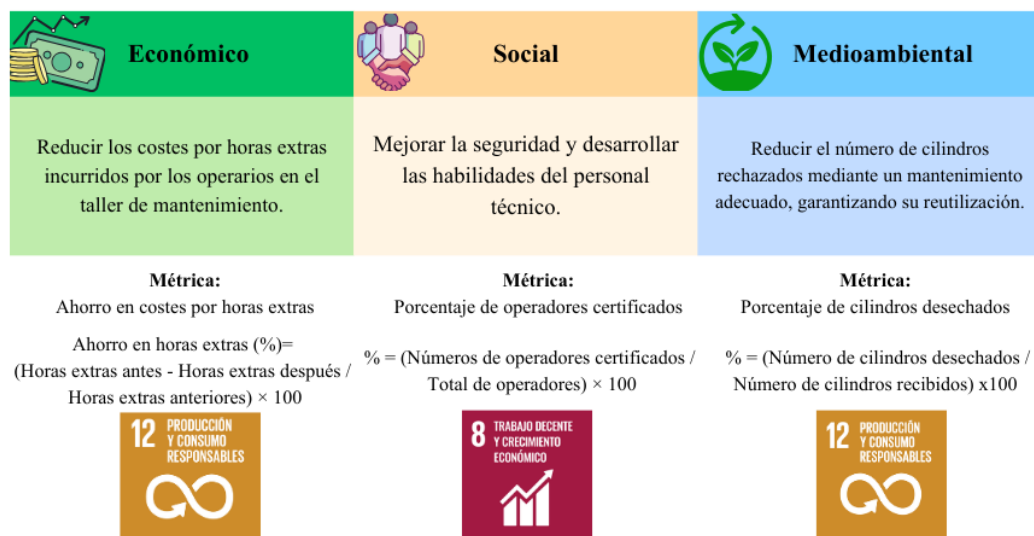 Económico
Reducir los costes por horas extras
incurridos por los operarios en el
taller de mantenimiento.
Métrica:
Ahorro en costes por horas extras
Ahorro en horas extras (%)=
(Horas extras antes - Horas extras después /
Horas extras anteriores) × 100
12 PRODUCCIÓN
Y CONSUMO
RESPONSABLES
Social
Mejorar la seguridad y desarrollar
las habilidades del personal
técnico.
Métrica:
Porcentaje de operadores certificados
% = (Números de operadores certificados /
Total de operadores) × 100
8 TRABAJO DECENTE
Y CRECIMIENTO
ECONÓMICO
Medioambiental
Reducir el número de cilindros
rechazados mediante un mantenimiento
adecuado, garantizando su reutilización.
Métrica:
Porcentaje de cilindros desechados
% = (Número de cilindros desechados /
Número de cilindros recibidos) x100
12 PRODUCCIÓN
Y CONSUMO
RESPONSABLES